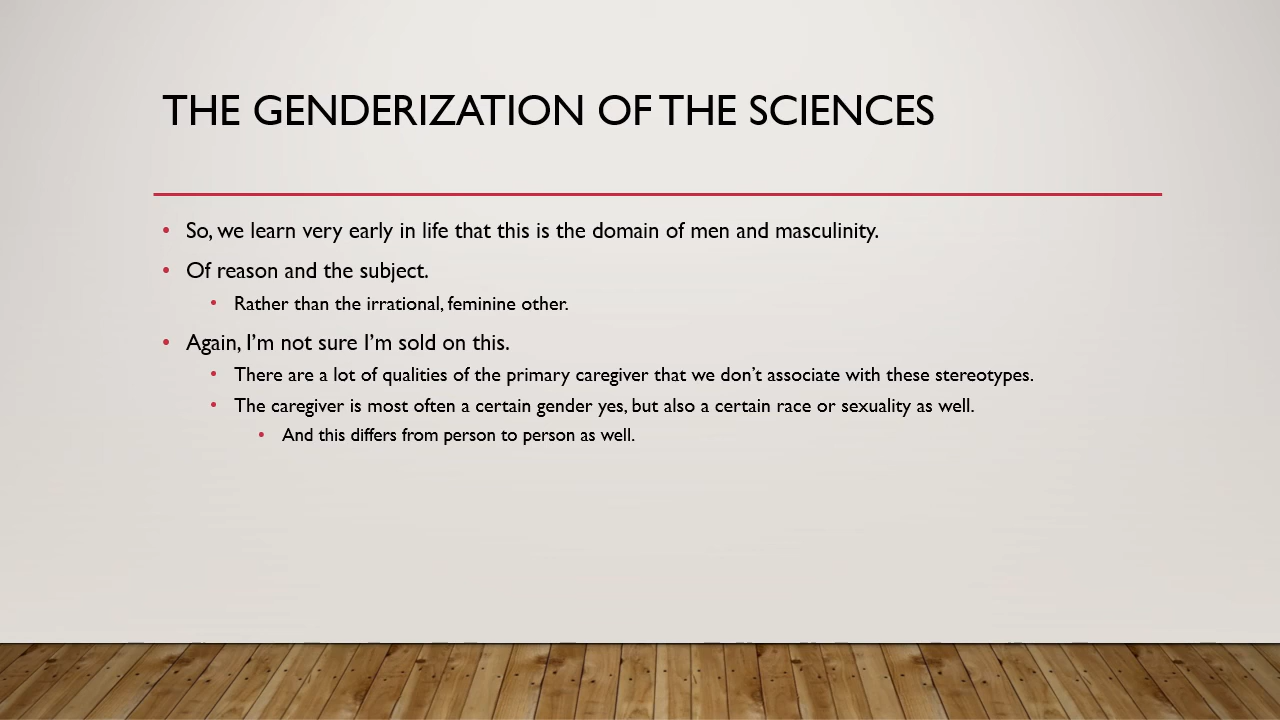 THE GENDERIZATION OF THE SCIENCES
• So, we learn very early in life that this is the domain of men and masculinity.
• Of reason and the subject.
• Rather than the irrational, feminine other.
• Again, I’m not sure I’m sold on this.
• There are a lot of qualities of the primary caregiver that we don’t associate with these stereotypes.
• The caregiver is most often a certain gender yes, but also a certain race or sexuality as well.
• And this differs from person to person as well.